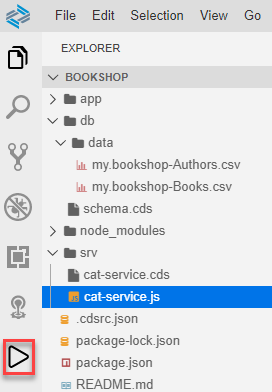 File Edit Selection View Go
EXPLORER
BOOKSHOP
app
db
data
my.bookshop-Authors.csv
my.bookshop-Books.csv
schema.cds
node_modules
srv
cat-service.cds
cat-service.js
.cdsrc.json
package-lock.json
package.json
README.md